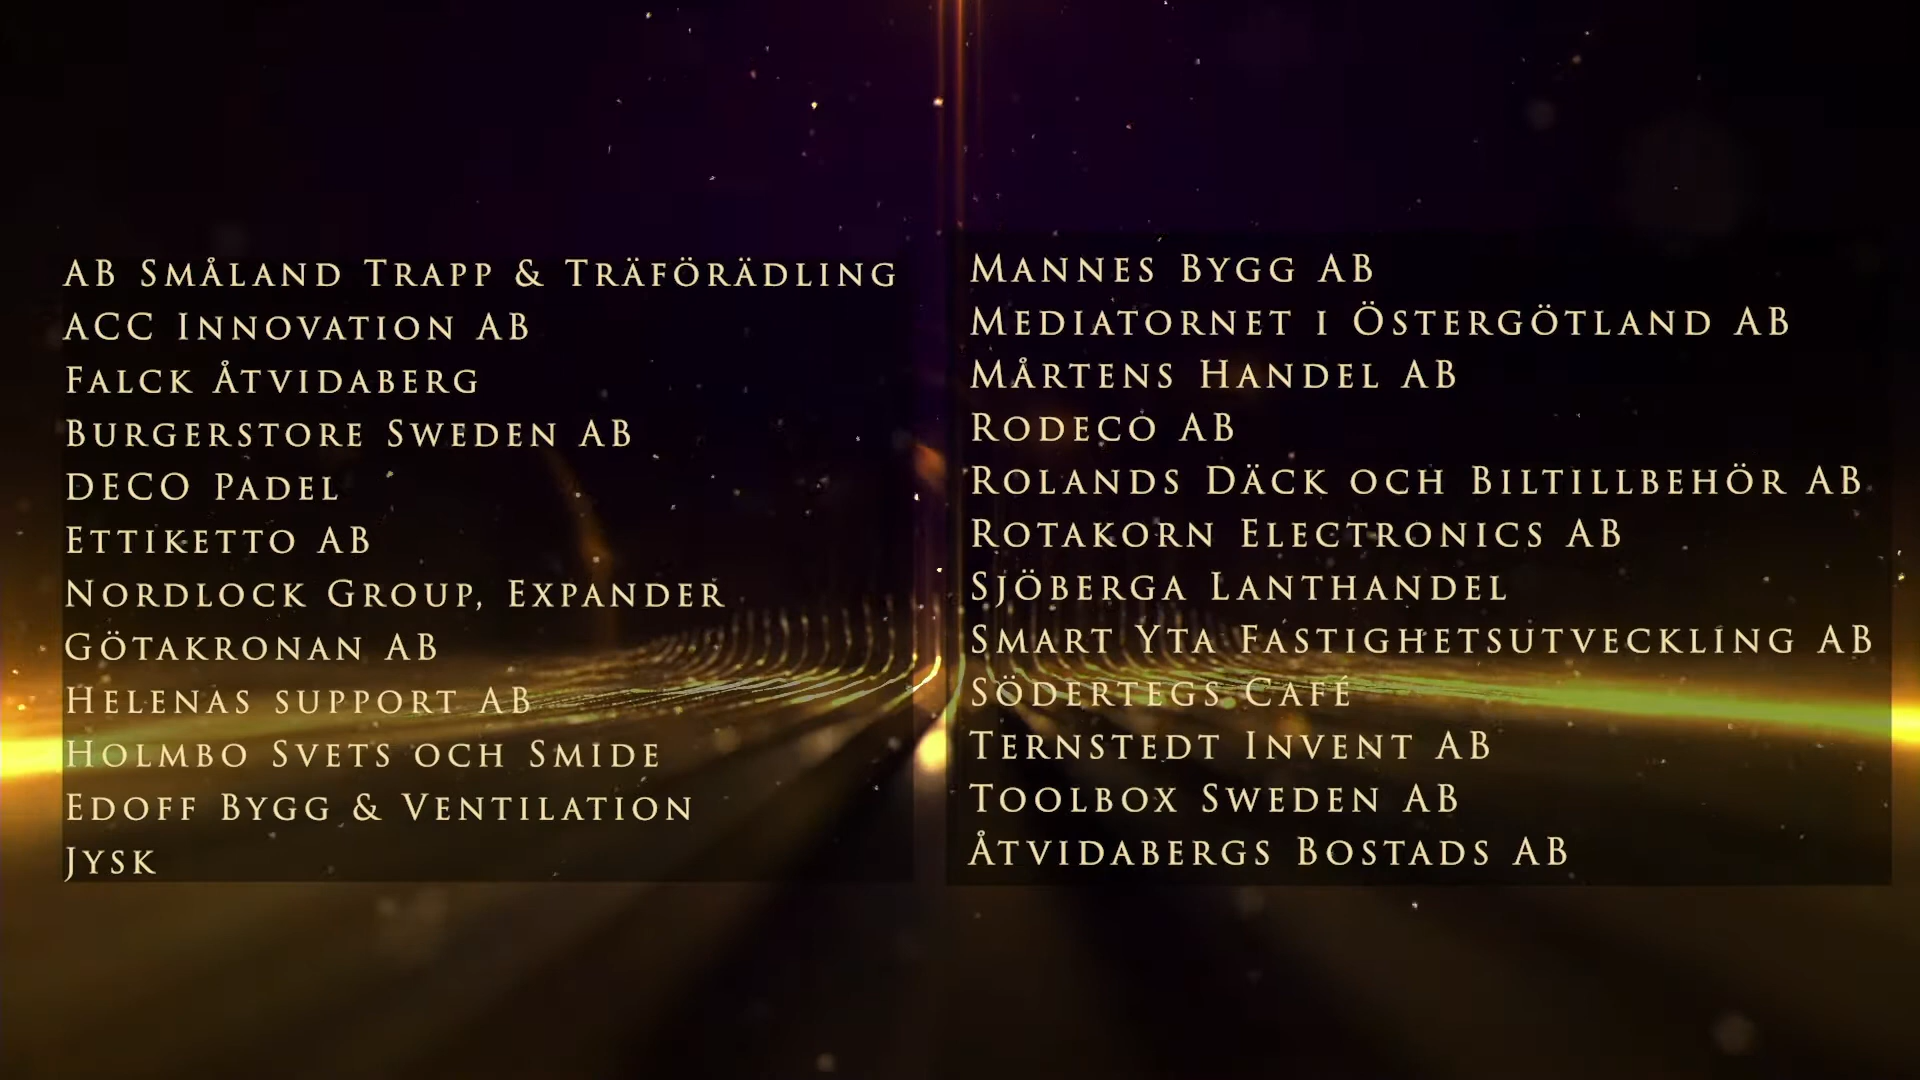 AB Småland Trapp & Träförädling
ACC Innovation AB
Falck Åtvidaberg
Burgerstore Sweden AB
DECO Padel
Ettiketto AB
Nordlock Group, Expander
Götakronan AB
Helenas support AB
Holmbo Svets och Smide
Edoff Bygg & Ventilation
Jysk
Mannes Bygg AB
Mediatornet i Östergötland AB
Mårtens Handel AB
Rodeco AB
Rolands Däck och Biltillbehör AB
Rotakorn Electronics AB
Sjöberga Lanthandel
Smart Yta Fastighetsutveckling AB
Södertegs Café
Ternstedt Invent AB
Toolbox Sweden AB
Åtvidabergs Bostads AB